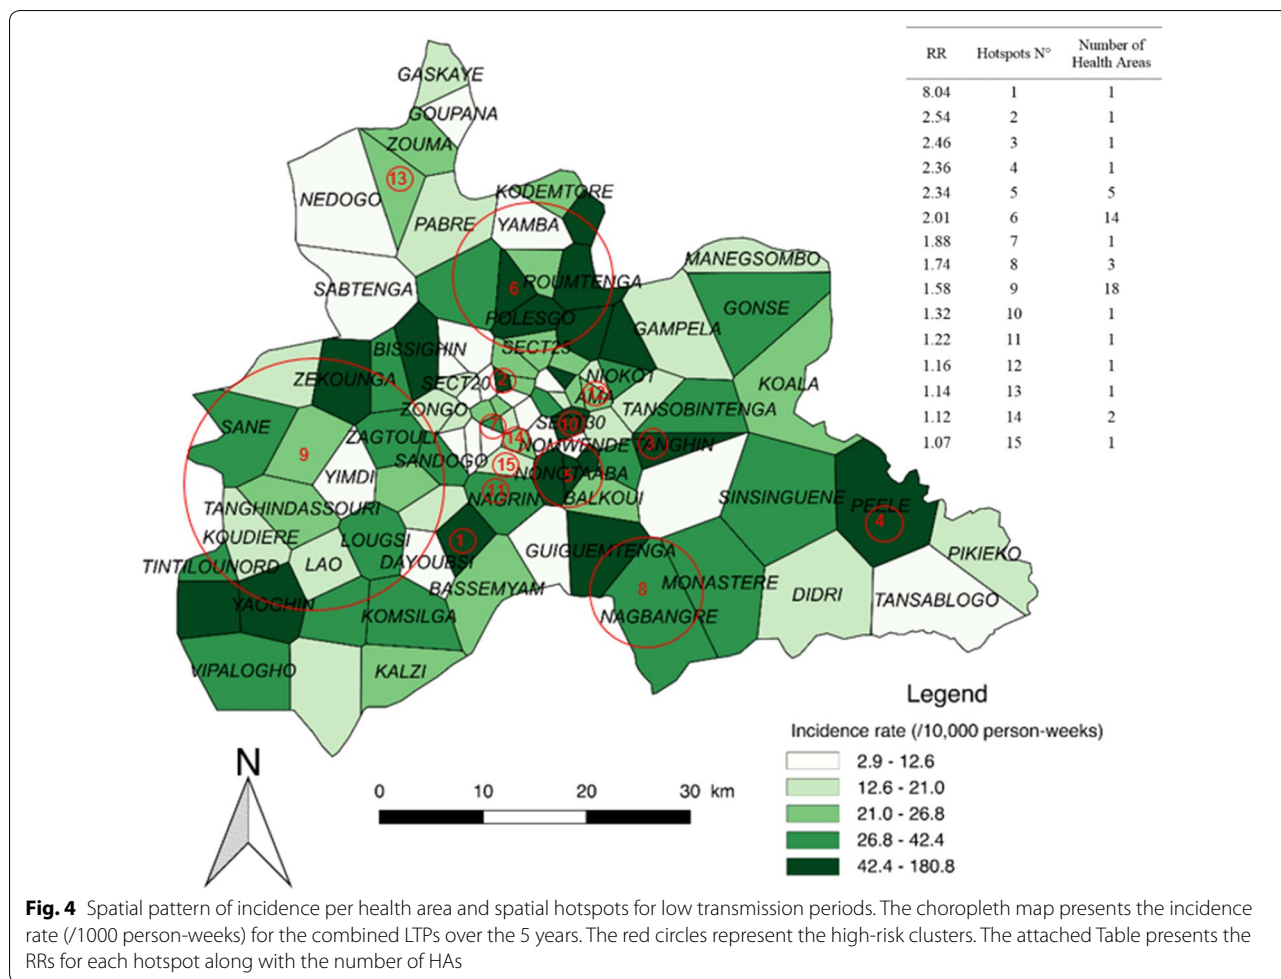 RR Hotspots N° Number of
Health Areas
8.04 1 1
2.54 2 1
2.46 3 1
2.36 4 1
2.34 5 5
2.01 6 14
1.88 7 1
1.74 8 3
1.58 9 18
1.32 10 1
1.22 11 1
1.16 12 1
1.14 13 1
1.12 14 2
1.07 15 1
GASKAYE
GOUPANA
ZOUMA
13
NEDOGO
KODEMTORE
PABRE
YAMBA
MANEGSOMBO
SABTENGA
6
ROUMTENGA
GONSE
POLESGO
GAMPELA
BISSIGHIN
SECT23
ZEKOUNGA
SECT20
2
NIOKO1
KOALA
AMA
12
ZONGO
TANSOBINTENGA
SANE
7
10
ZAGTOULI
14
NOMWENDE
3
TANGHIN
9
SANDOGO
15
YIMDI
NONGTAABA
5
11
NAGRIN
BALKOUI
SINSINGUENE
PEELE
4
TANGHINDASSOURI
KOUDIERE
LOUGSI
1
GUIGUEMTENGA
PIKIEKO
TINTILOUNORD
LAO
DAYOUBSI
BASSEMYAM
8
MONASTERE
DIDRI
TANSABLOGO
YAOGHIN
KOMSILGA
NAGBANGRE
VIPALOGHO
KALZI
Legend
Incidence rate (/10,000 person-weeks)
2.9 - 12.6
12.6 - 21.0
21.0 - 26.8
26.8 - 42.4
42.4 - 180.8
N
0 10 20 30 km
Fig. 4 Spatial pattern of incidence per health area and spatial hotspots for low transmission periods. The choropleth map presents the incidence
rate (/1000 person-weeks) for the combined LTPs over the 5 years. The red circles represent the high-risk clusters. The attached Table presents the
RRs for each hotspot along with the number of HAs